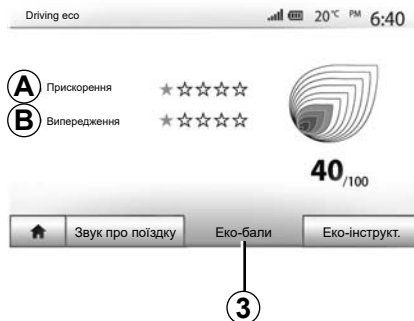 Driving eco 20°C PM 6:40
A Прискорення
B Випередження
40/100
Звук про поїздку Еко-бали Еко-інструкт.
3